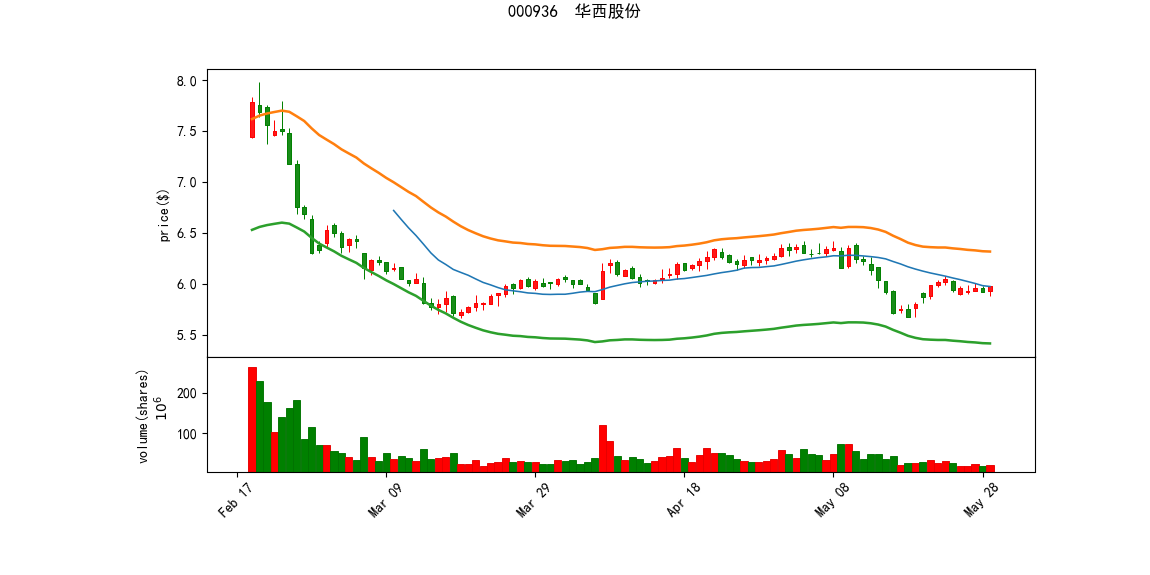 000936 华西股份
8.0
7.5
7.0
6.5
6.0
5.5
price($)
200
100
volume(shares)
10^6
Feb 17
Mar 09
Mar 29
Apr 18
May 08
May 28